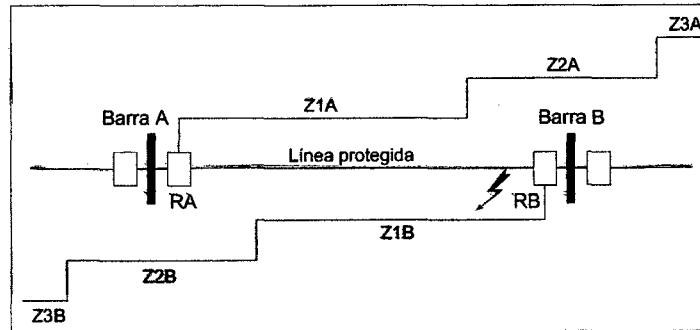 Z3A
Z2A
Z1A
Barra A
Barra B
Línea protegida
RA
RB
Z1B
Z2B
Z3B